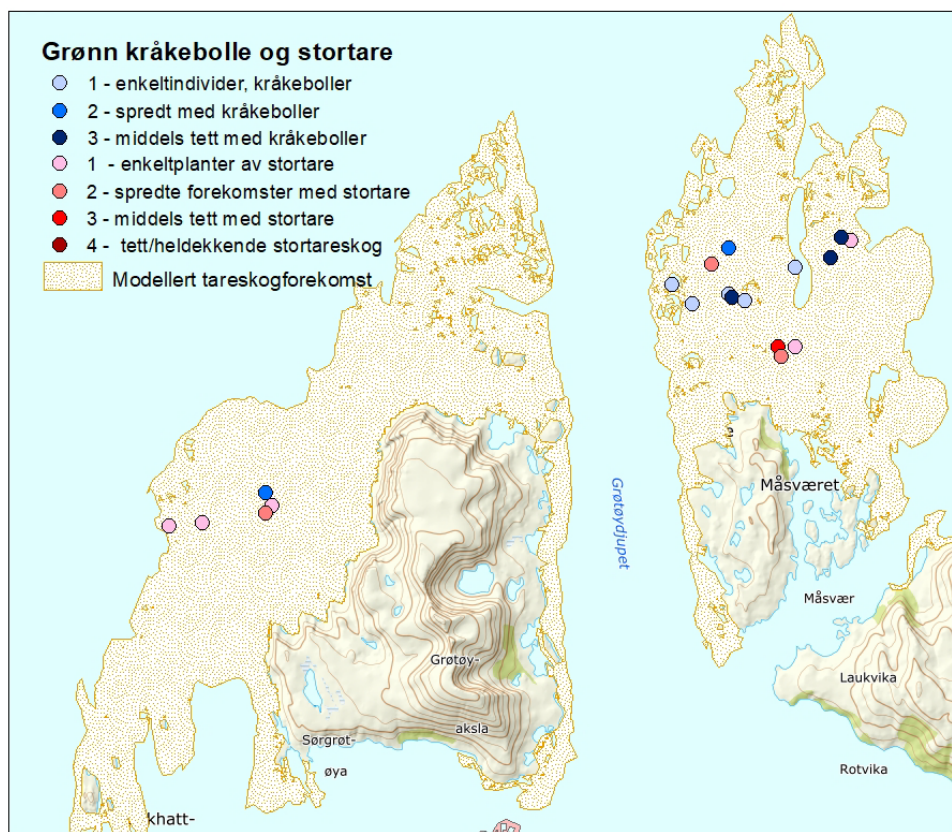 Grønn kråkebolle og stortare
1 - enkeltindivider, kråkeboller
2 - spredt med kråkeboller
3 - middels tett med kråkeboller
1 - enkeltplanter av stortare
2 - spredte forekomster med stortare
3 - middels tett med stortare
4 - tett/heldekkende stortareskog
Modellert tareskogforekomst
Grøtøydjupet
Måsværet
Måsvær
Laukvika
Rotvika
Grøtøy-
aksla
Sørgrøt-
øya
khatt-